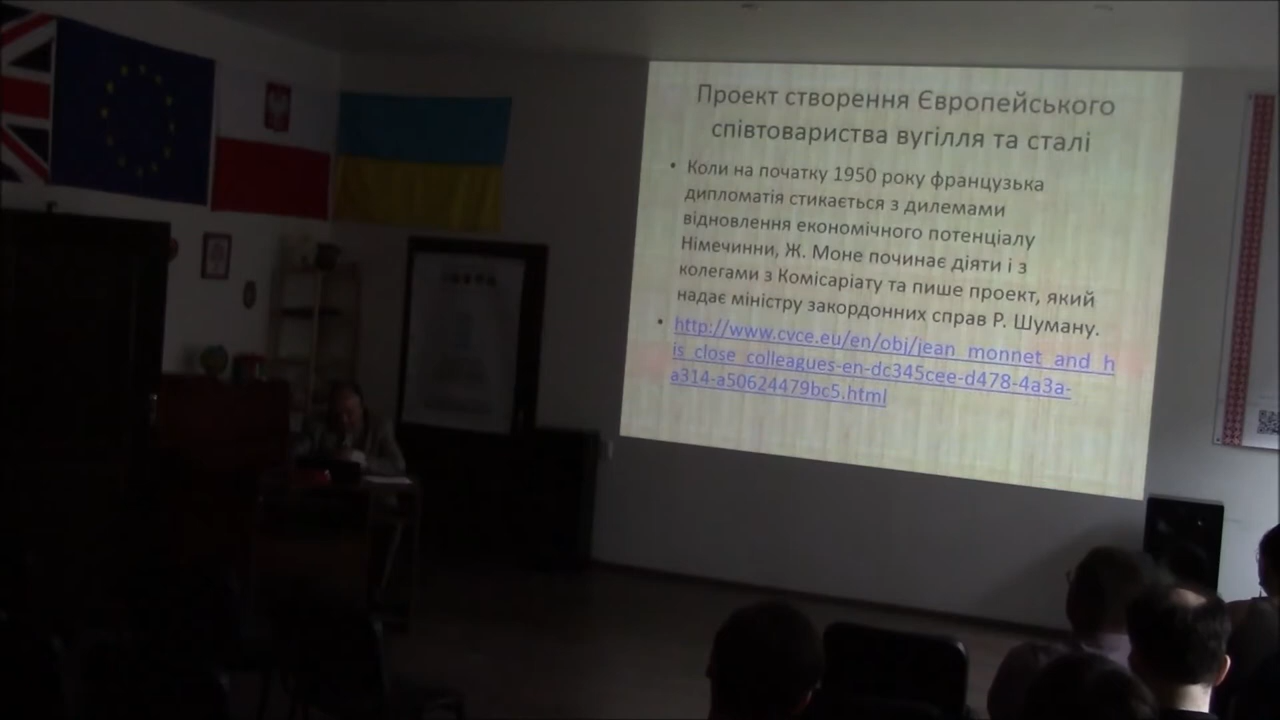 Проект створення Європейського
співтовариства вугілля та сталі
• Коли на початку 1950 року французька
дипломатія стикається з дилемами
відновлення економічного потенціалу
Німечинни, Ж. Моне починає діяти і з
колегами з Комісаріату та пише проект, який
надає міністру закордонних справ Р. Шуману.
• http://www.cvce.eu/en/obj/jean_monnet_and_h
is_close_colleagues-en-dc345cee-d478-4a3a-
a314-a50624479bc5.html